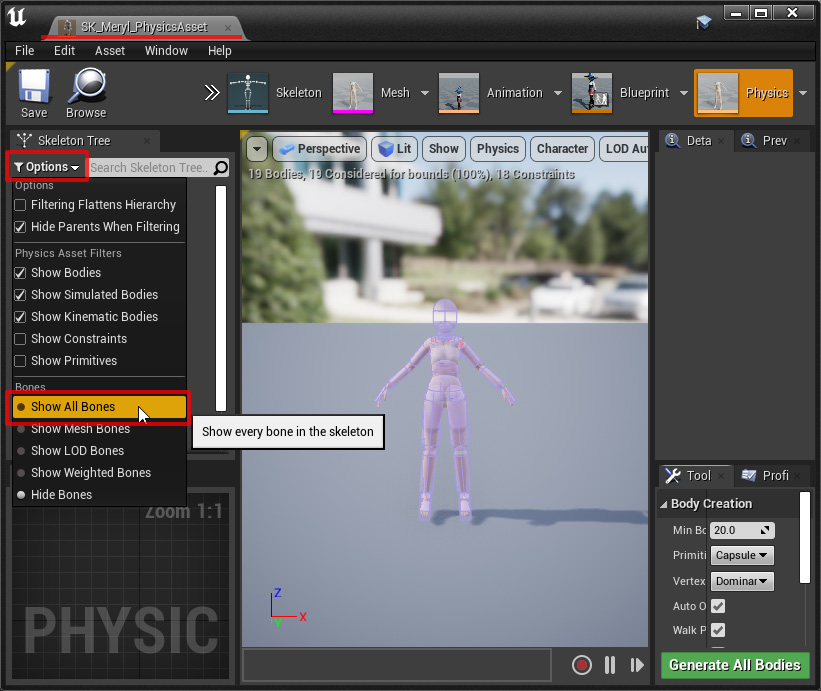 SK_Meryl_PhysicsAsset
File Edit Asset Window Help
Save Browse Skeleton Mesh Animation Blueprint Physics
Skeleton Tree
Options Search Skeleton Tree..
Options
Filtering Flattens Hierarchy
Hide Parents When Filtering
Physics Asset Filters
Show Bodies
Show Simulated Bodies
Show Kinematic Bodies
Show Constraints
Show Primitives
Bones
Show All Bones
Show Mesh Bones
Show LOD Bones
Show Weighted Bones
Hide Bones
Show every bone in the skeleton
Zoom 1:1
PHYSIC
Perspective Lit Show Physics Character LOD Au
19 Bodies, 19 Considered for bounds (100%), 18 Constraints
Z
X
Y
Deta Prev
Tool Profi
Body Creation
Min Bo 20.0
Primiti Capsule
Vertex Dominar
Auto O
Walk P
Generate All Bodies